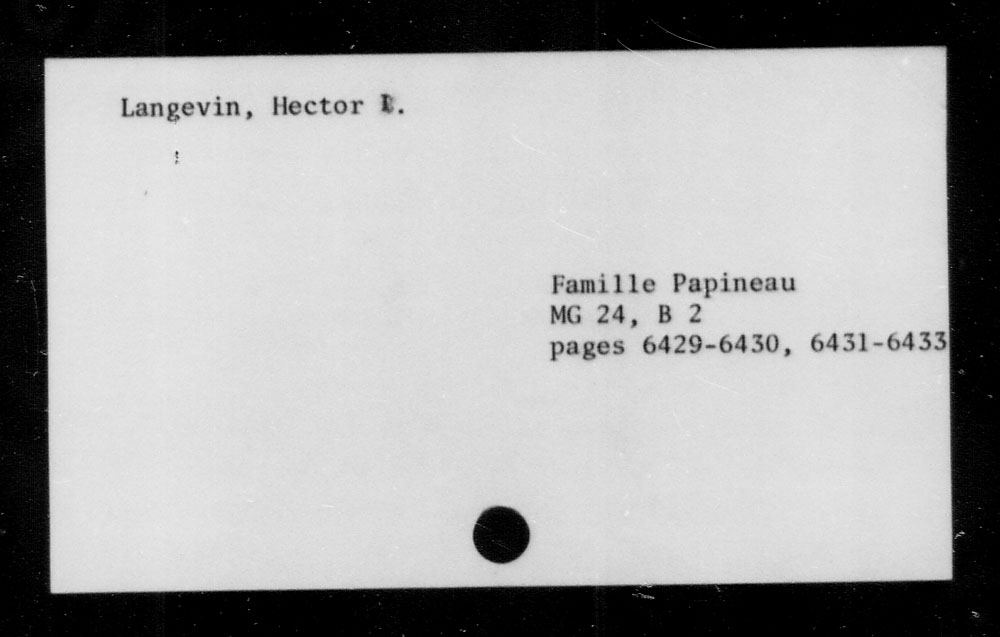 Langevin, Hector L.
Famille Papineau
MG 24, B 2
pages 6429-6430, 6431-6433